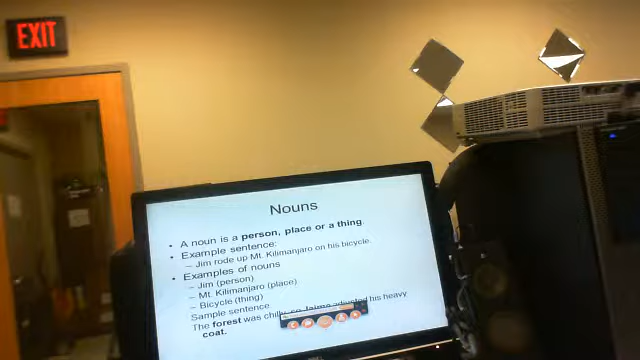 EXIT
Nouns
• A noun is a person, place or a thing.
• Example sentence:
– Jim rode up Mt. Kilimanjaro on his bicycle.
• Examples of nouns
– Jim (person)
– Mt. Kilimanjaro (place)
– Bicycle (thing)
Sample sentence
The forest was chilly so Jaime adjusted his heavy
coat.